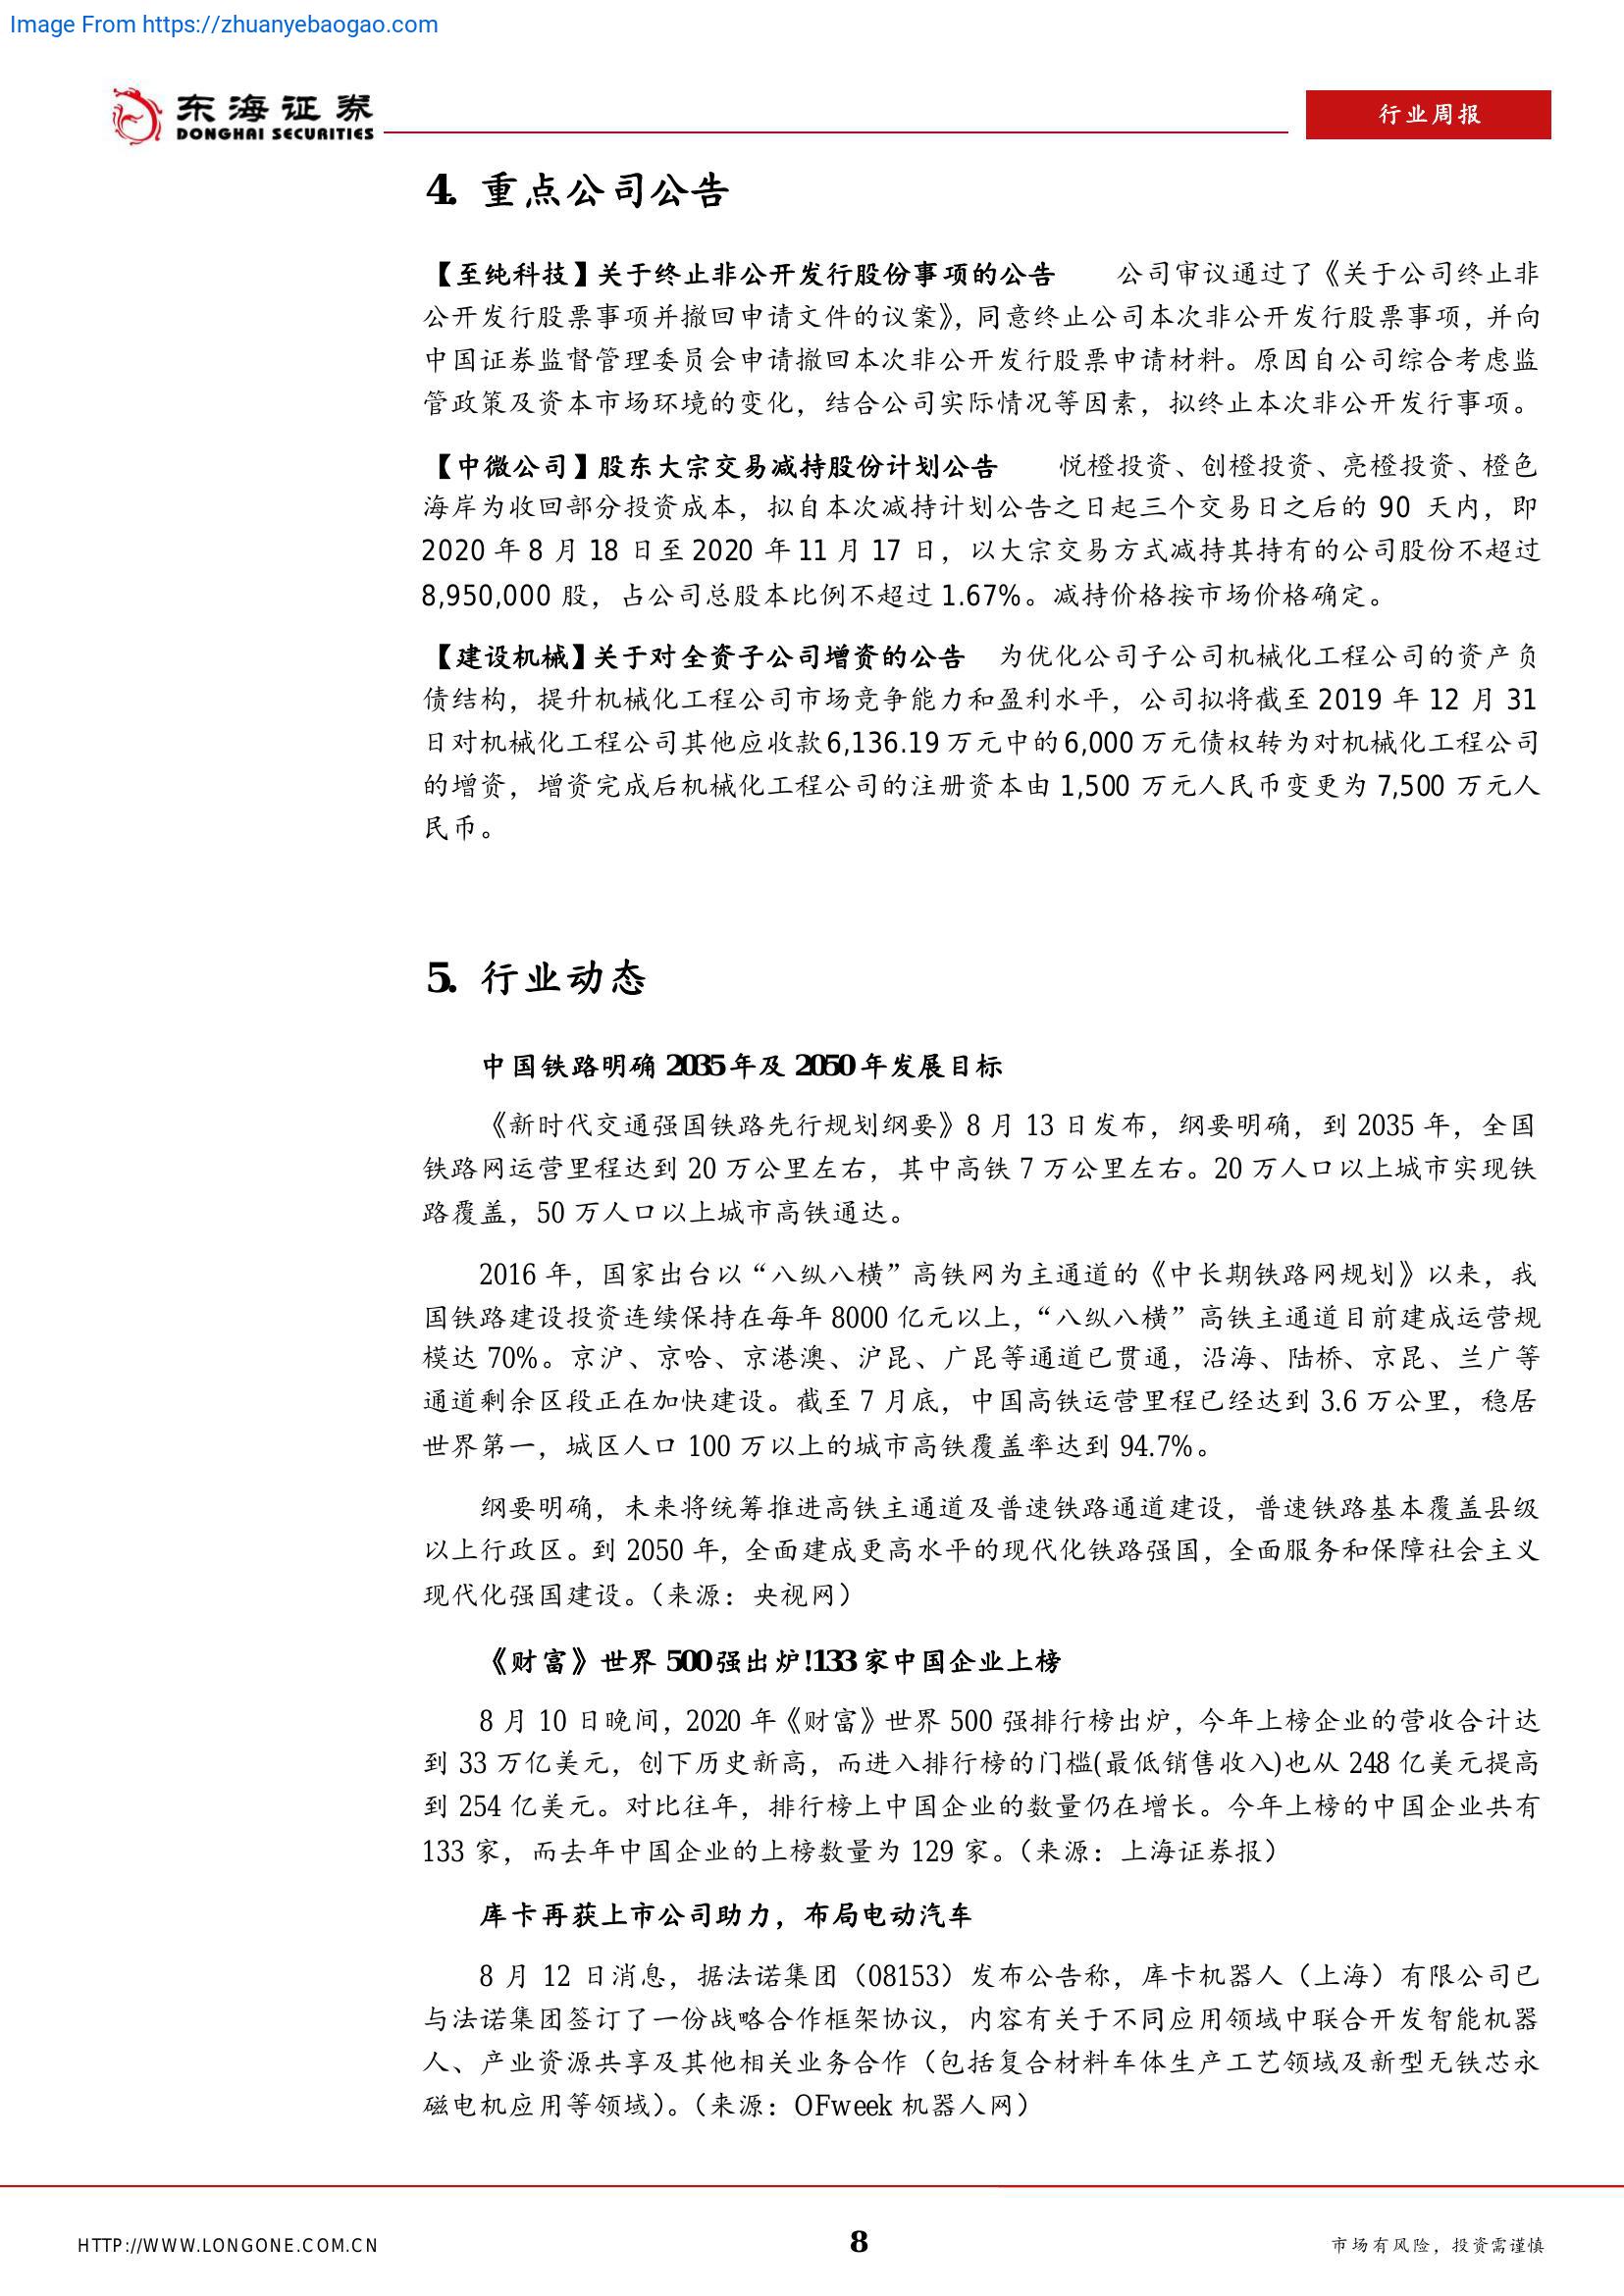 Image From https://zhuanyebaogao.com
东海证券
DONGHAI SECURITIES
行业周报
4. 重点公司公告
【至纯科技】关于终止非公开发行股份事项的公告 公司审议通过了《关于公司终止非
公开发行股票事项并撤回申请文件的议案》，同意终止公司本次非公开发行股票事项，并向
中国证券监督管理委员会申请撤回本次非公开发行股票申请材料。原因自公司综合考虑监
管政策及资本市场环境的变化，结合公司实际情况等因素，拟终止本次非公开发行事项。
【中微公司】股东大宗交易减持股份计划公告 悦橙投资、创橙投资、亮橙投资、橙色
海岸为收回部分投资成本，拟自本次减持计划公告之日起三个交易日之后的 90 天内，即
2020 年 8 月 18 日至 2020 年 11 月 17 日，以大宗交易方式减持其持有的公司股份不超过
8,950,000 股，占公司总股本比例不超过 1.67%。减持价格按市场价格确定。
【建设机械】关于对全资子公司增资的公告 为优化公司子公司机械化工程公司的资产负
债结构，提升机械化工程公司市场竞争能力和盈利水平，公司拟将截至 2019 年 12 月 31
日对机械化工程公司其他应收款 6,136.19 万元中的 6,000 万元债权转为对机械化工程公司
的增资，增资完成后机械化工程公司的注册资本由 1,500 万元人民币变更为 7,500 万元人
民币。
5. 行业动态
中国铁路明确 2035 年及 2050 年发展目标
《新时代交通强国铁路先行规划纲要》8 月 13 日发布，纲要明确，到 2035 年，全国
铁路网运营里程达到 20 万公里左右，其中高铁 7 万公里左右。20 万人口以上城市实现铁
路覆盖，50 万人口以上城市高铁通达。
2016 年，国家出台以“八纵八横”高铁网为主通道的《中长期铁路网规划》以来，我
国铁路建设投资连续保持在每年 8000 亿元以上，“八纵八横”高铁主通道目前建成运营规
模达 70%。京沪、京哈、京港澳、沪昆、广昆等通道已贯通，沿海、陆桥、京昆、兰广等
通道剩余区段正在加快建设。截至 7 月底，中国高铁运营里程已经达到 3.6 万公里，稳居
世界第一，城区人口 100 万以上的城市高铁覆盖率达到 94.7%。
纲要明确，未来将统筹推进高铁主通道及普速铁路通道建设，普速铁路基本覆盖县级
以上行政区。到 2050 年，全面建成更高水平的现代化铁路强国，全面服务和保障社会主义
现代化强国建设。（来源：央视网）
《财富》世界 500 强出炉!133 家中国企业上榜
8 月 10 日晚间，2020 年《财富》世界 500 强排行榜出炉，今年上榜企业的营收合计达
到 33 万亿美元，创下历史新高，而进入排行榜的门槛(最低销售收入)也从 248 亿美元提高
到 254 亿美元。对比往年，排行榜上中国企业的数量仍在增长。今年上榜的中国企业共有
133 家，而去年中国企业的上榜数量为 129 家。（来源：上海证券报）
库卡再获上市公司助力，布局电动汽车
8 月 12 日消息，据法诺集团（08153）发布公告称，库卡机器人（上海）有限公司已
与法诺集团签订了一份战略合作框架协议，内容有关于不同应用领域中联合开发智能机器
人、产业资源共享及其他相关业务合作（包括复合材料车体生产工艺领域及新型无铁芯永
磁电机应用等领域）。（来源：OFweek 机器人网）
HTTP://WWW.LONGONE.COM.CN
8
市场有风险，投资需谨慎